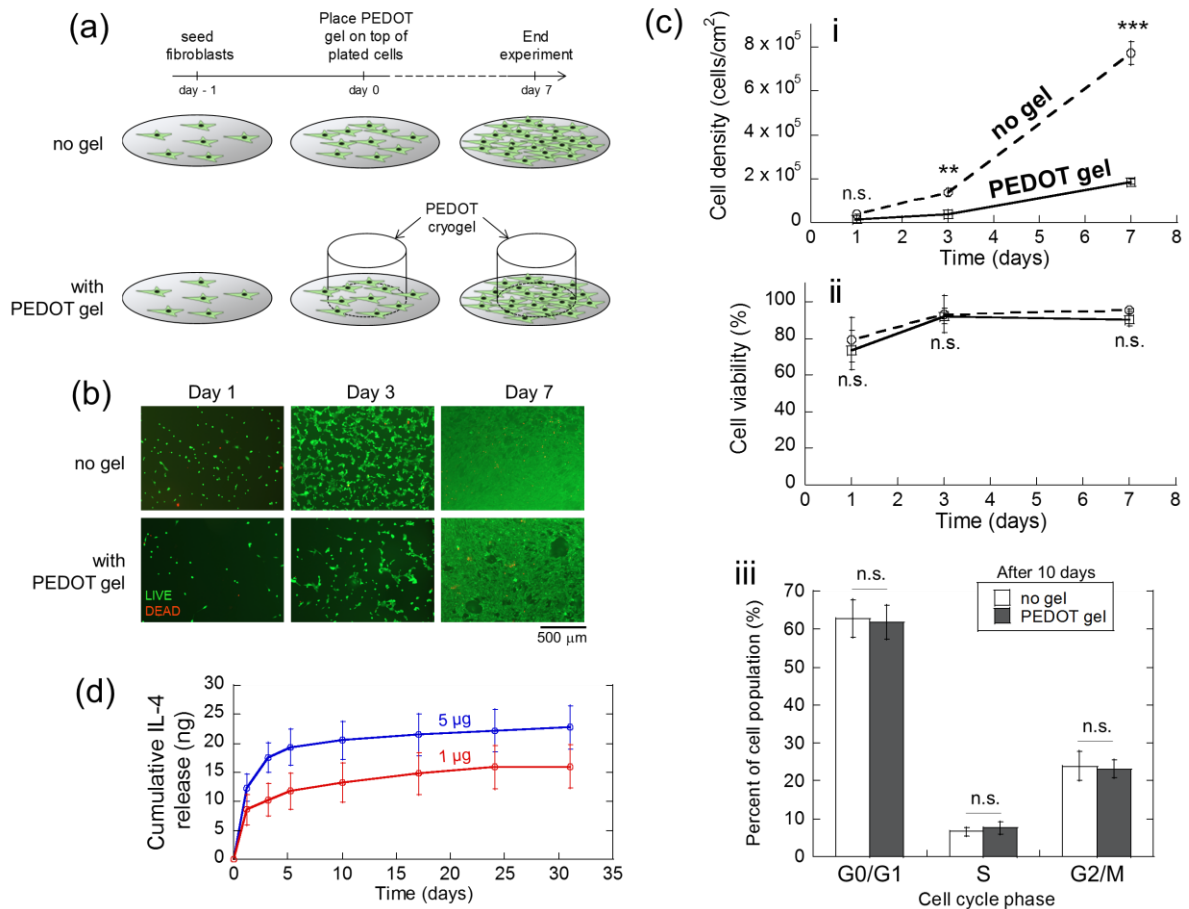 (a)
seed
fibroblasts
Place PEDOT
gel on top of
plated cells
End
experiment
day - 1
day 0
day 7
no gel
PEDOT
cryogel
with
PEDOT gel
(b)
Day 1
Day 3
Day 7
no gel
with
PEDOT gel
LIVE
DEAD
500 μm
(c)
i
Cell density (cells/cm²)
8 x 10⁵
6 x 10⁵
4 x 10⁵
2 x 10⁵
0
n.s.
**
***
no gel
PEDOT gel
0 1 2 3 4 5 6 7 8
Time (days)
ii
Cell viability (%)
100
80
60
40
20
0
n.s.
n.s.
n.s.
0 1 2 3 4 5 6 7 8
Time (days)
iii
Percent of cell population (%)
70
60
50
40
30
20
10
0
After 10 days
no gel
PEDOT gel
n.s.
n.s.
n.s.
G0/G1 S G2/M
Cell cycle phase
(d)
Cumulative IL-4
release (ng)
30
25
20
15
10
5
0
5 μg
1 μg
0 5 10 15 20 25 30 35
Time (days)